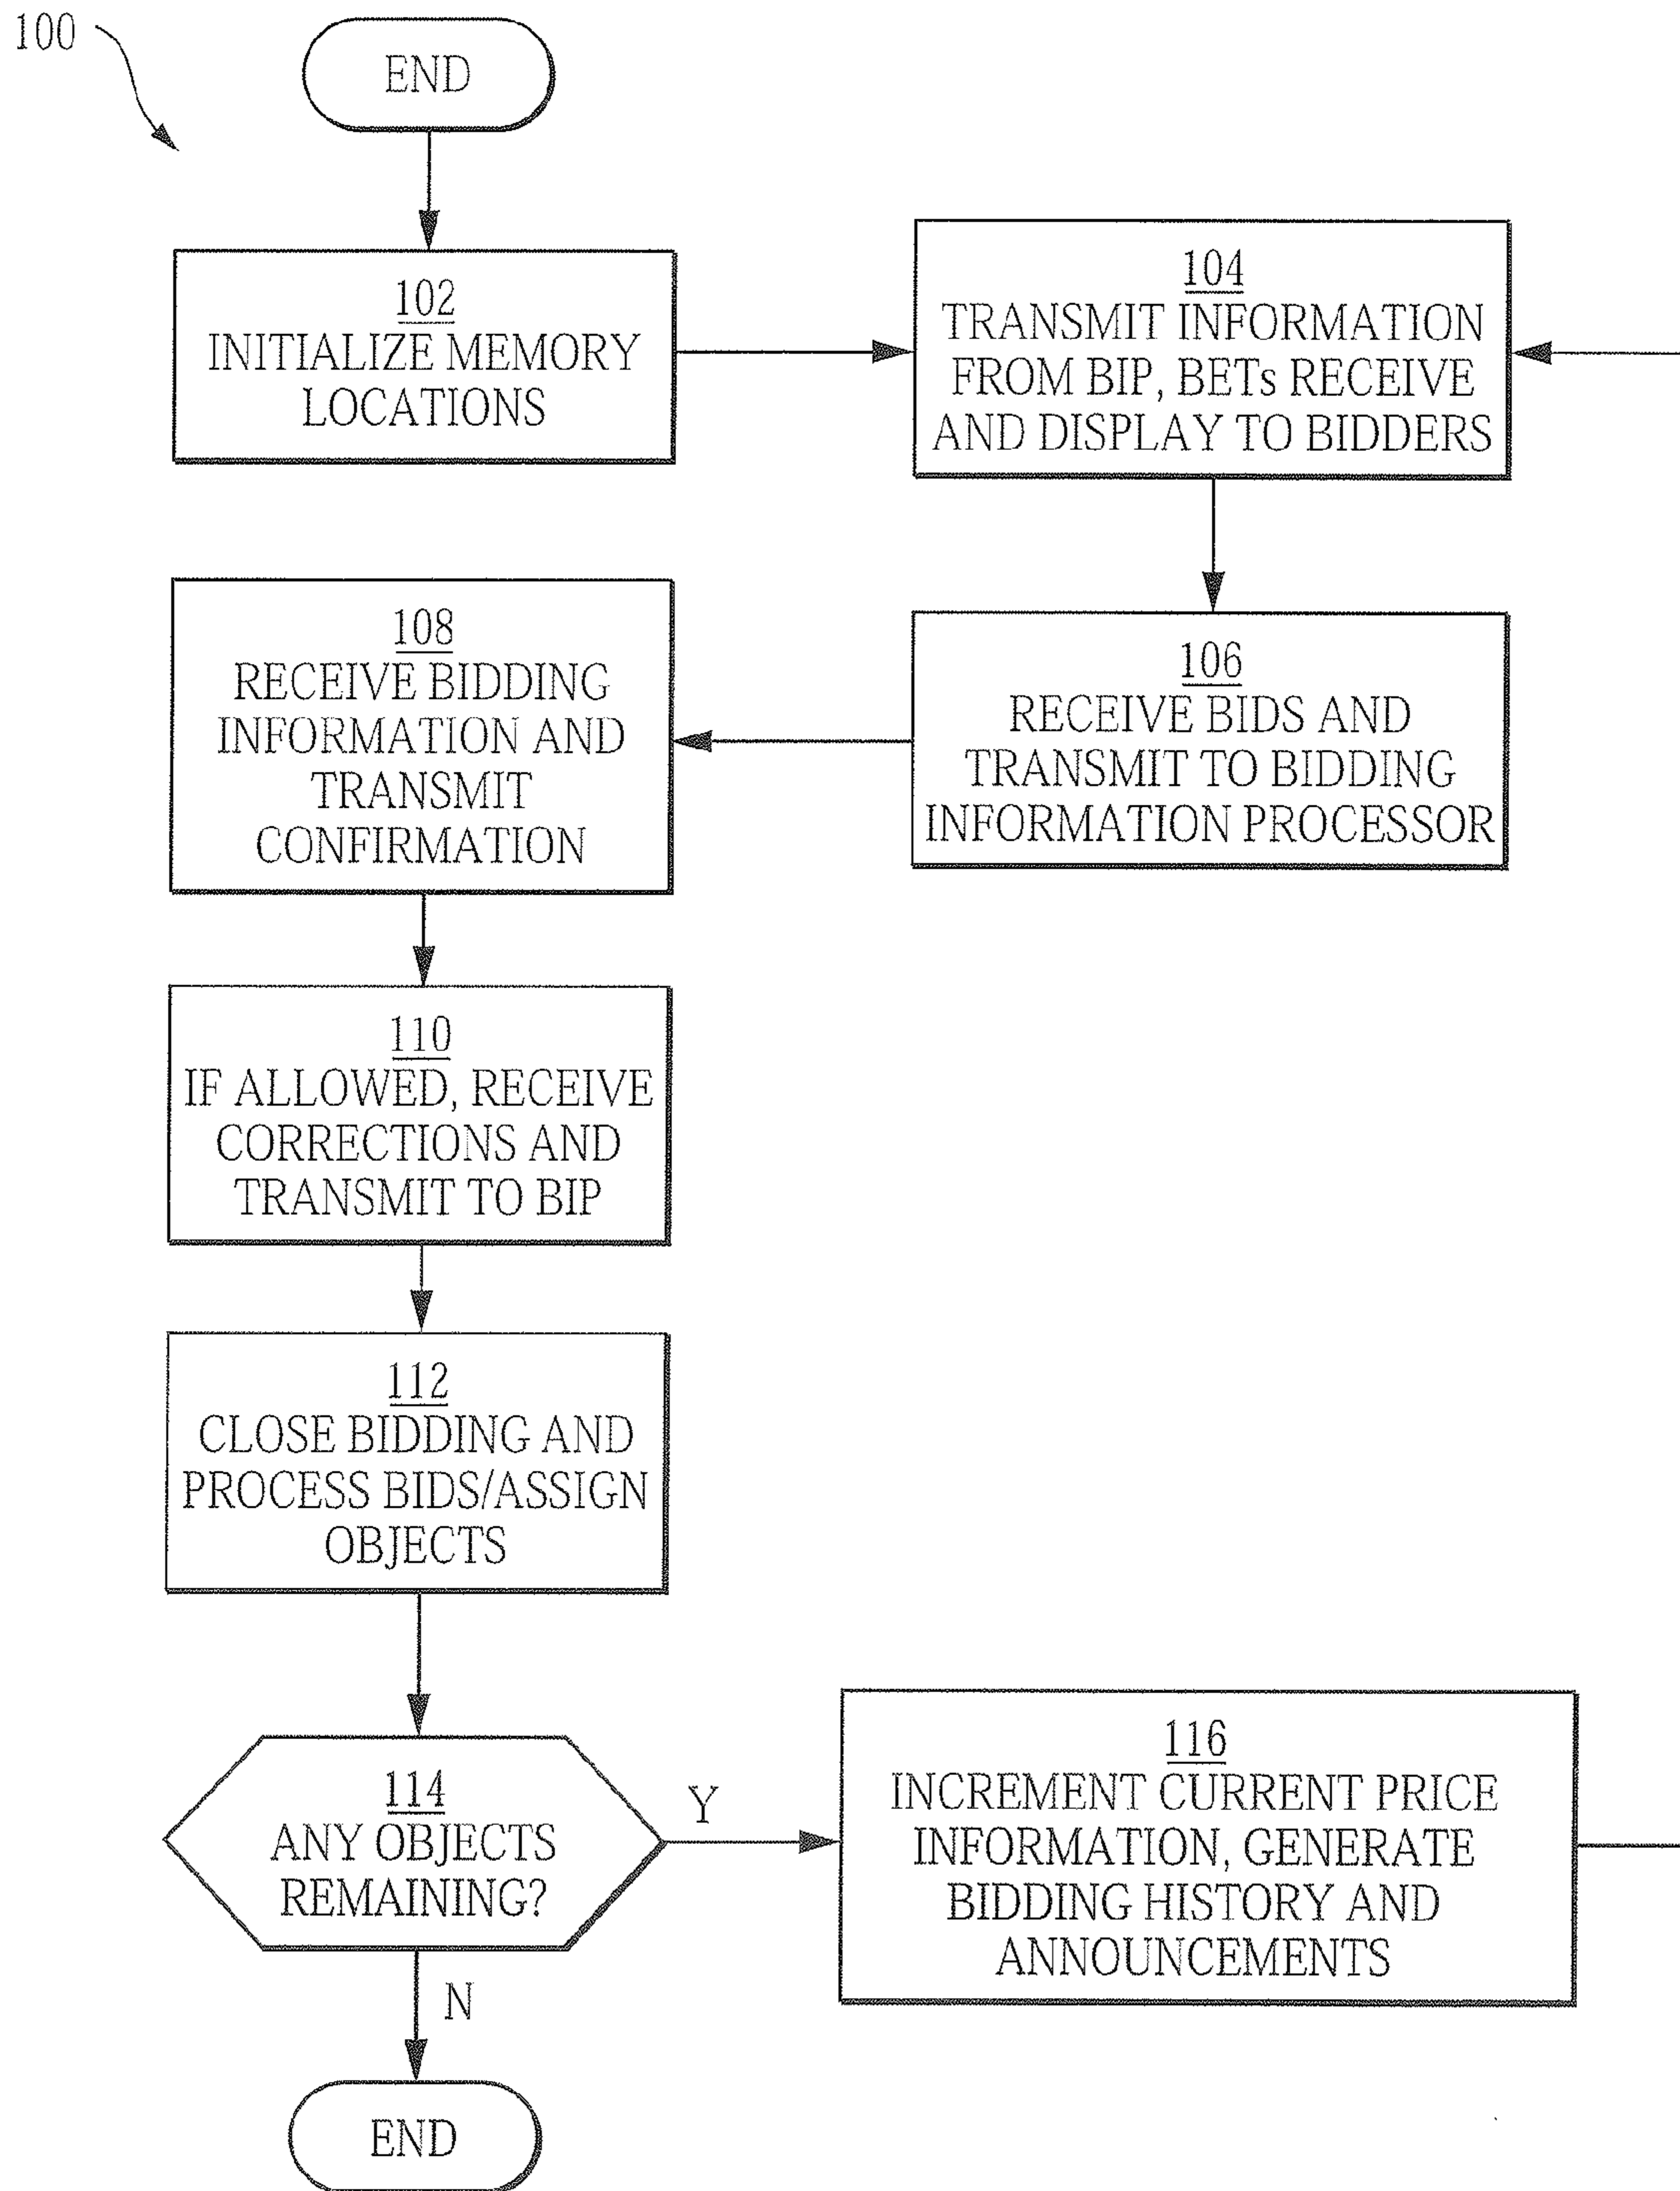 100
END
102
INITIALIZE MEMORY
LOCATIONS
104
TRANSMIT INFORMATION
FROM BIP, BETs RECEIVE
AND DISPLAY TO BIDDERS
106
RECEIVE BIDS AND
TRANSMIT TO BIDDING
INFORMATION PROCESSOR
108
RECEIVE BIDDING
INFORMATION AND
TRANSMIT
CONFIRMATION
110
IF ALLOWED, RECEIVE
CORRECTIONS AND
TRANSMIT TO BIP
112
CLOSE BIDDING AND
PROCESS BIDS/ASSIGN
OBJECTS
114
ANY OBJECTS
REMAINING?
Y
116
INCREMENT CURRENT PRICE
INFORMATION, GENERATE
BIDDING HISTORY AND
ANNOUNCEMENTS
N
END